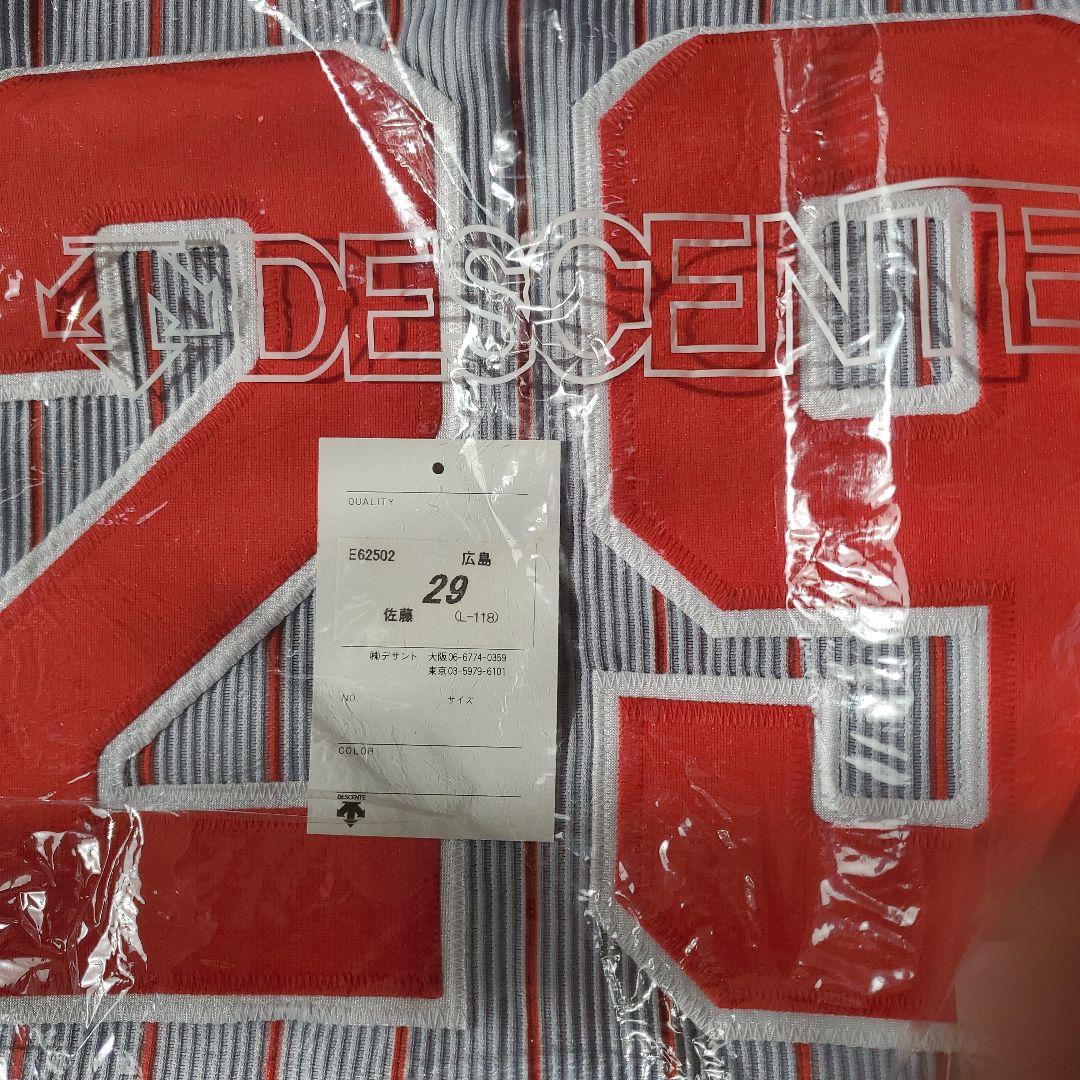 29
DESCENTE
QUALITY
E62502 広島
29
佐藤 (L-118)
㈱デサント 大阪06-6774-0359
東京03-5979-6101
NO. サイズ
COLOR
DESCENTE